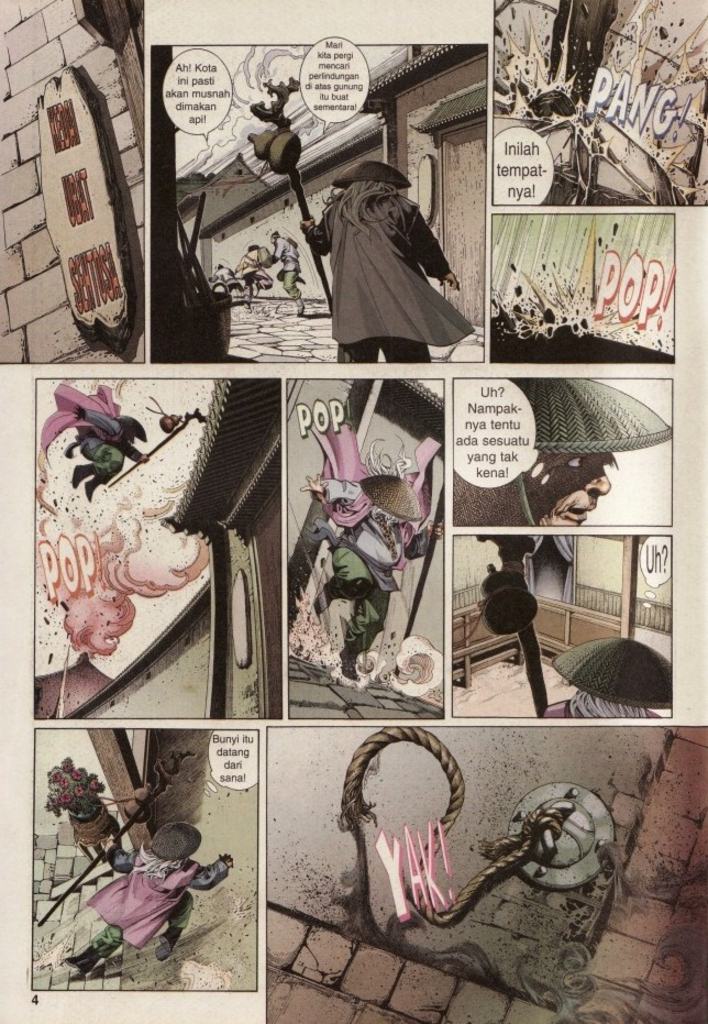 KEDAI
UBAT
SENTOSA
Ah! Kota
ini pasti
akan musnah
dimakan
api!
Mari
kita pergi
mencari
perlindungan
di atas gunung
itu buat
sementara!
PANG!
Inilah
tempat-
nya!
POP!
POP!
POP!
Uh?
Nampak-
nya tentu
ada sesuatu
yang tak
kena!
Uh?
Bunyi itu
datang
dari
sana!
YAK!
4